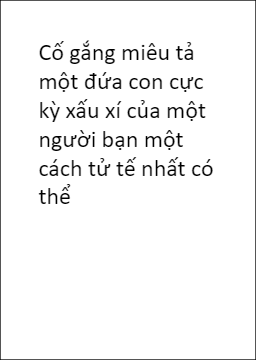 Cố gắng miêu tả
một đứa con cực
kỳ xấu xí của một
người bạn một
cách tử tế nhất có
thể